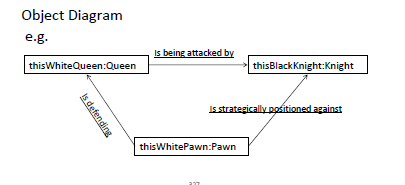 Object Diagram
e.g.
Is being attacked by
thisWhiteQueen:Queen
thisBlackKnight:Knight
Is defending
Is strategically positioned against
thisWhitePawn:Pawn